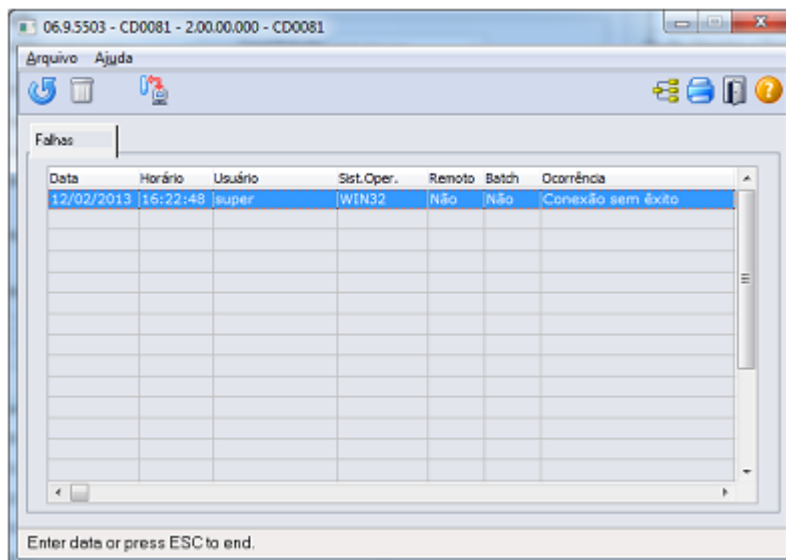 06.9.5503 - CD0081 - 2.00.00.000 - CD0081
Arquivo Ajuda
Falhas
Data Horário Usuário Sist.Oper. Remoto Batch Ocorrência
12/02/2013 16:22:48 super WIN32 Não Não Conexão sem êxito
Enter data or press ESC to end.